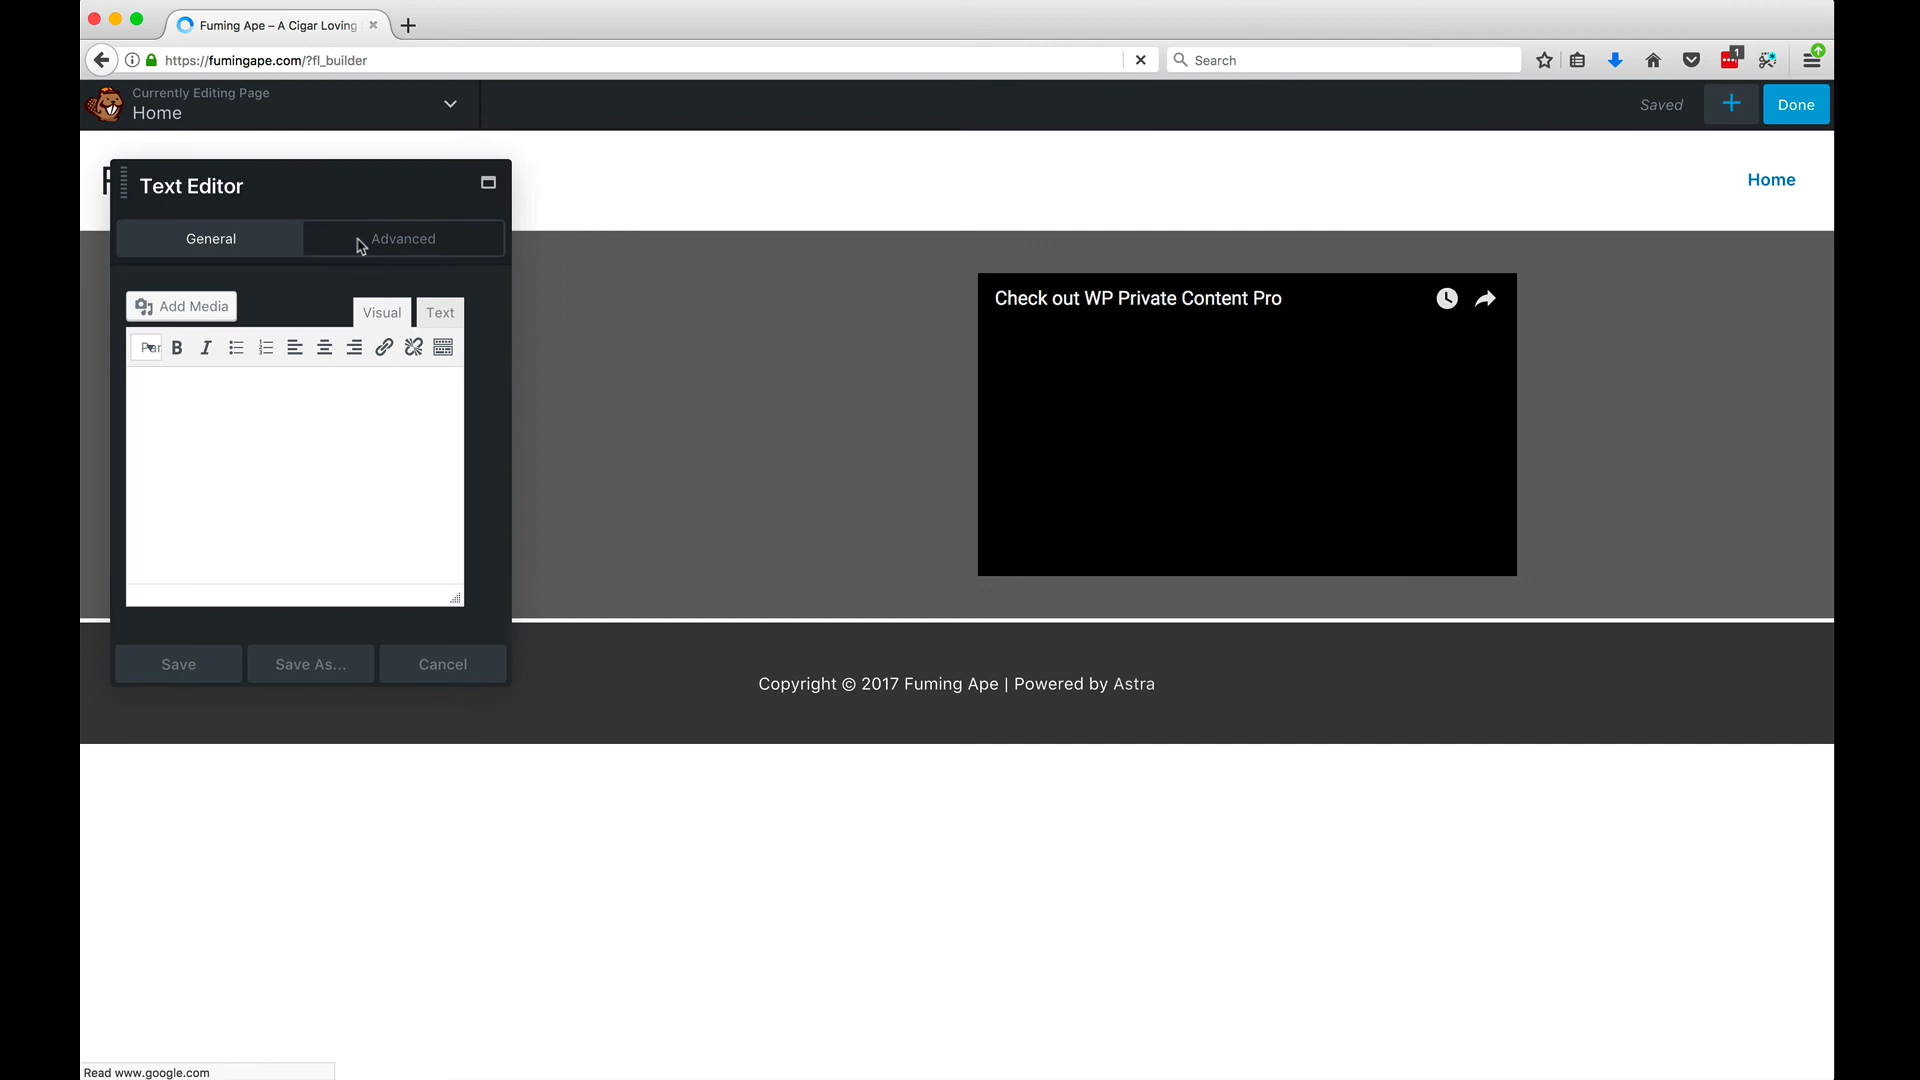 Fuming Ape – A Cigar Loving
https://fumingape.com/?fl_builder
Search
1
Currently Editing Page
Home
Saved
Done
F
Text Editor
Home
General
Advanced
Check out WP Private Content Pro
Add Media
Visual
Text
Par
B
I
Save
Save As...
Cancel
Copyright © 2017 Fuming Ape | Powered by Astra
Read www.google.com